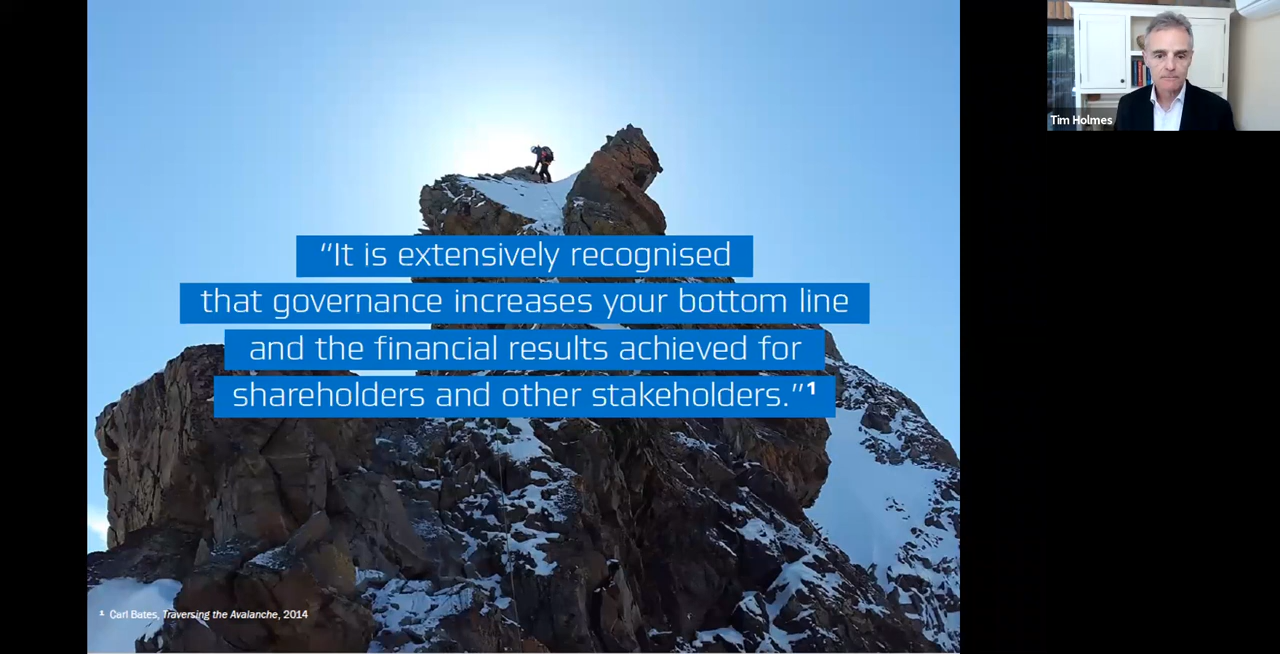 “It is extensively recognised
that governance increases your bottom line
and the financial results achieved for
shareholders and other stakeholders.”¹
¹ Carl Bates, Traversing the Avalanche, 2014
Tim Holmes